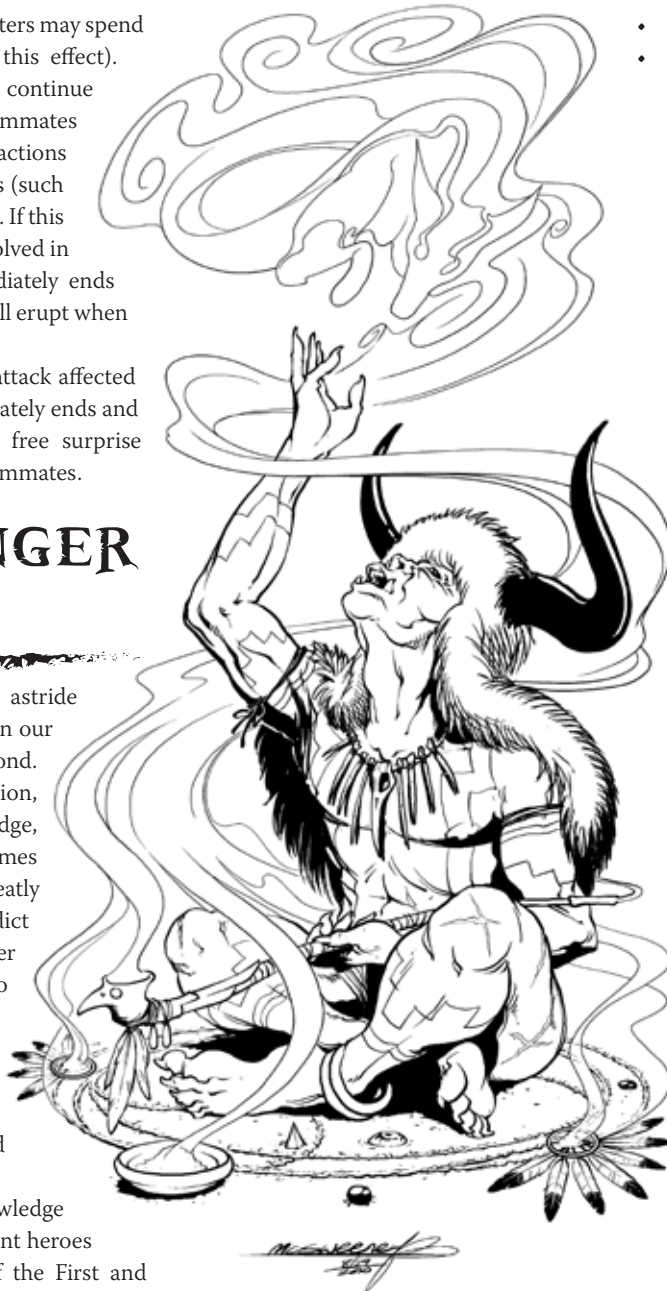 ters may spend
this effect).
continue
mmates
actions
s (such
. If this
olved in
diately ends
ll erupt when
attack affected
ately ends and
free surprise
mmates.
NGER
astride
n our
ond.
ion,
dge,
mes
eatly
dict
er
o
d
wledge
nt heroes
f the First and
McSweeney